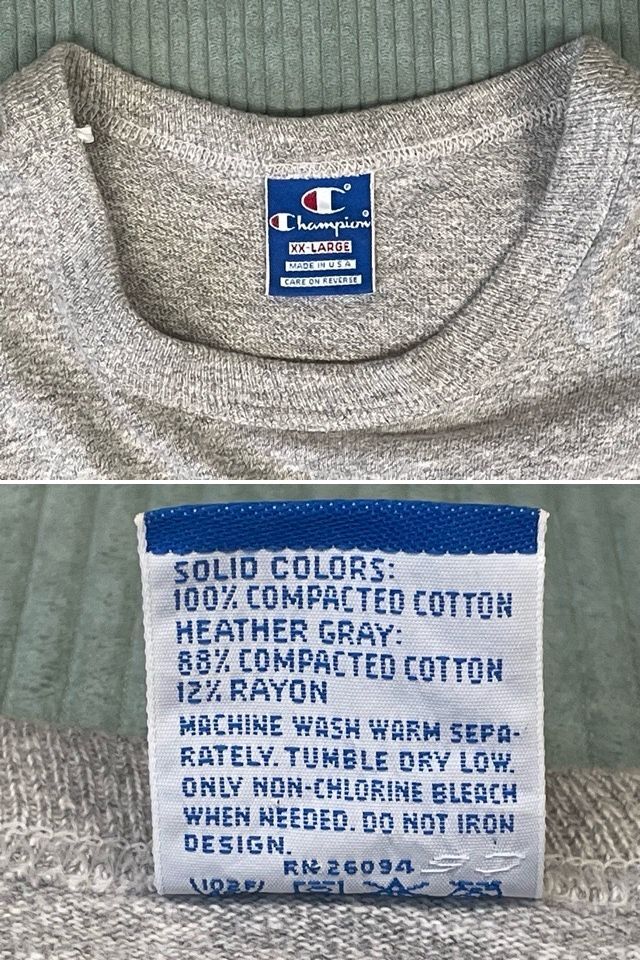 Champion
XX-LARGE
MADE IN USA
CARE ON REVERSE
SOLID COLORS:
100% COMPACTED COTTON
HEATHER GRAY:
88% COMPACTED COTTON
12% RAYON
MACHINE WASH WARM SEPA-
RATELY. TUMBLE DRY LOW.
ONLY NON-CHLORINE BLEACH
WHEN NEEDED. DO NOT IRON
DESIGN.
RN-26094